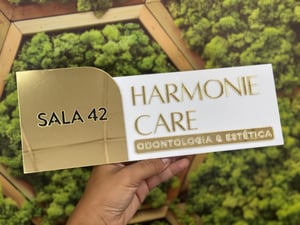 SALA 42
HARMONIE
CARE
ODONTOLOGIA & ESTÉTICA